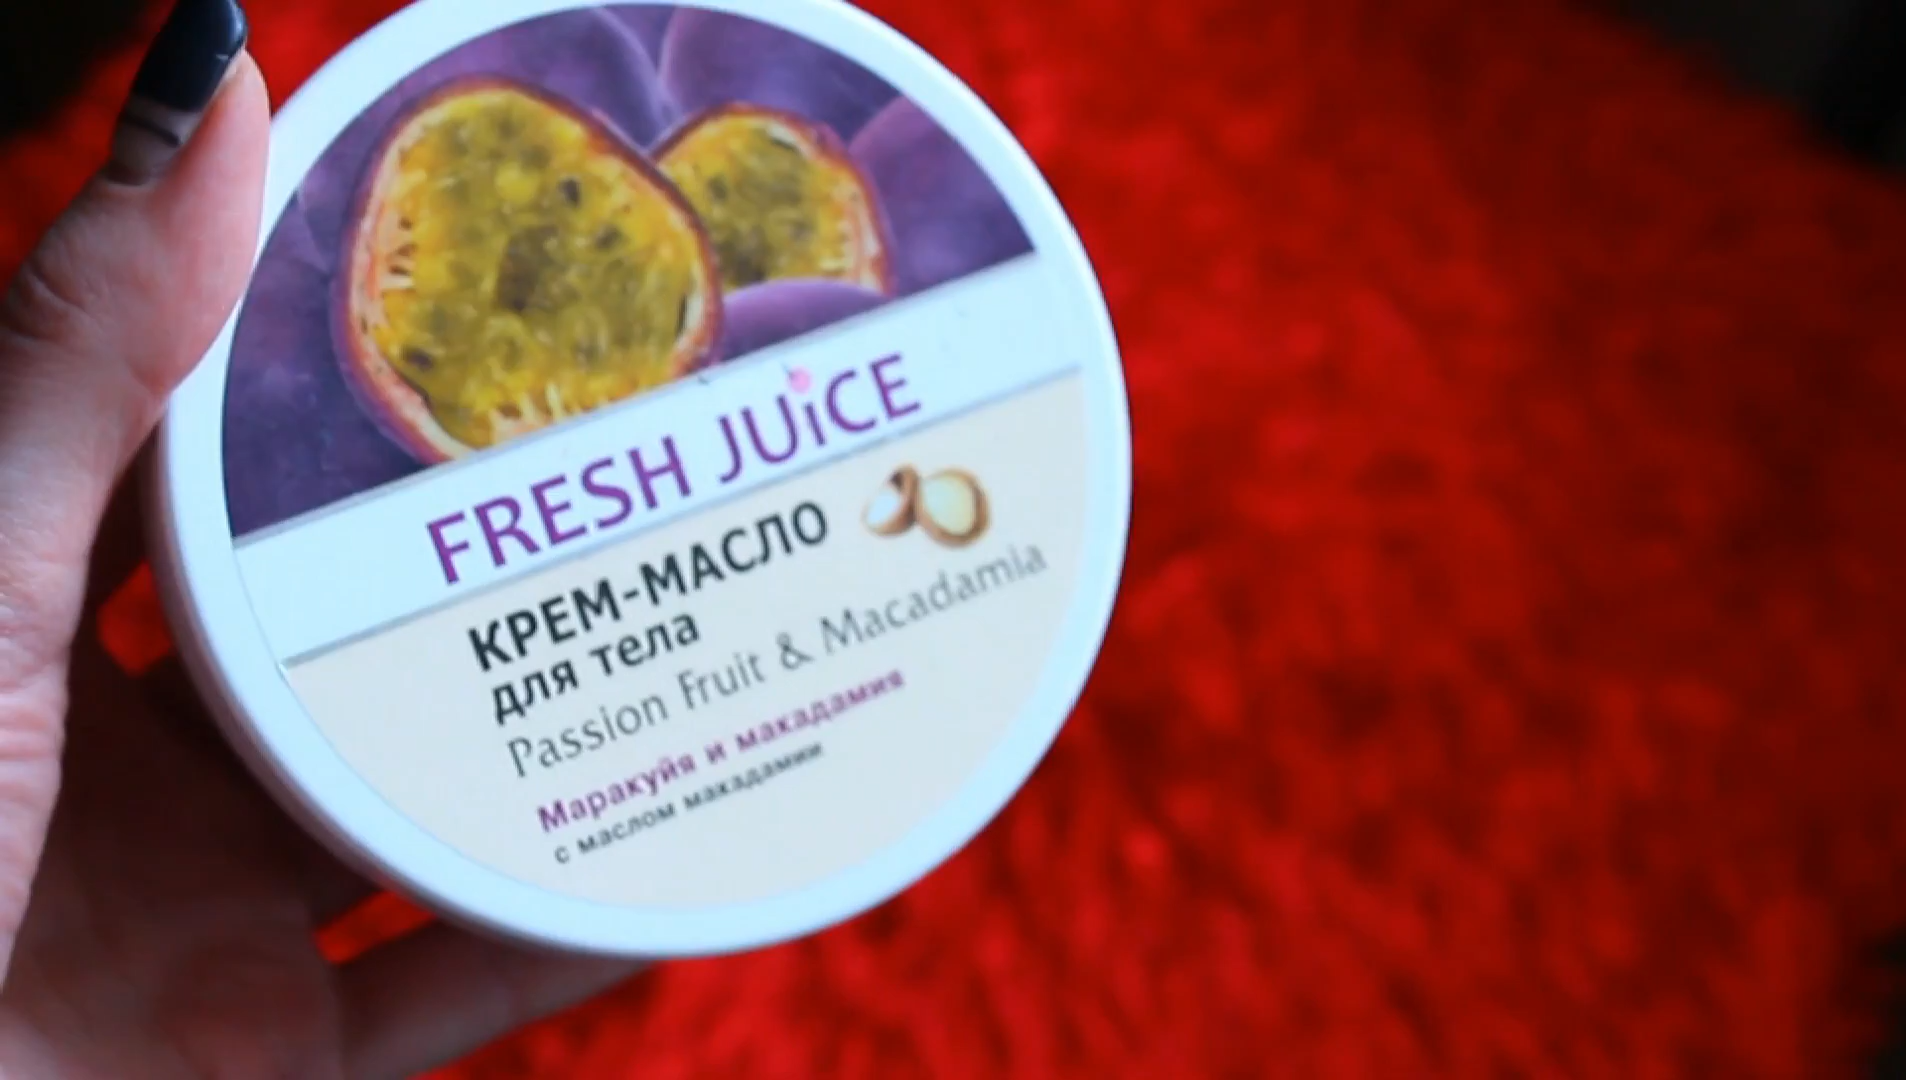 FRESH JUiCE
КРЕМ-МАСЛО
для тела
Passion Fruit & Macadamia
Маракуйя и макадамия
с маслом макадамии